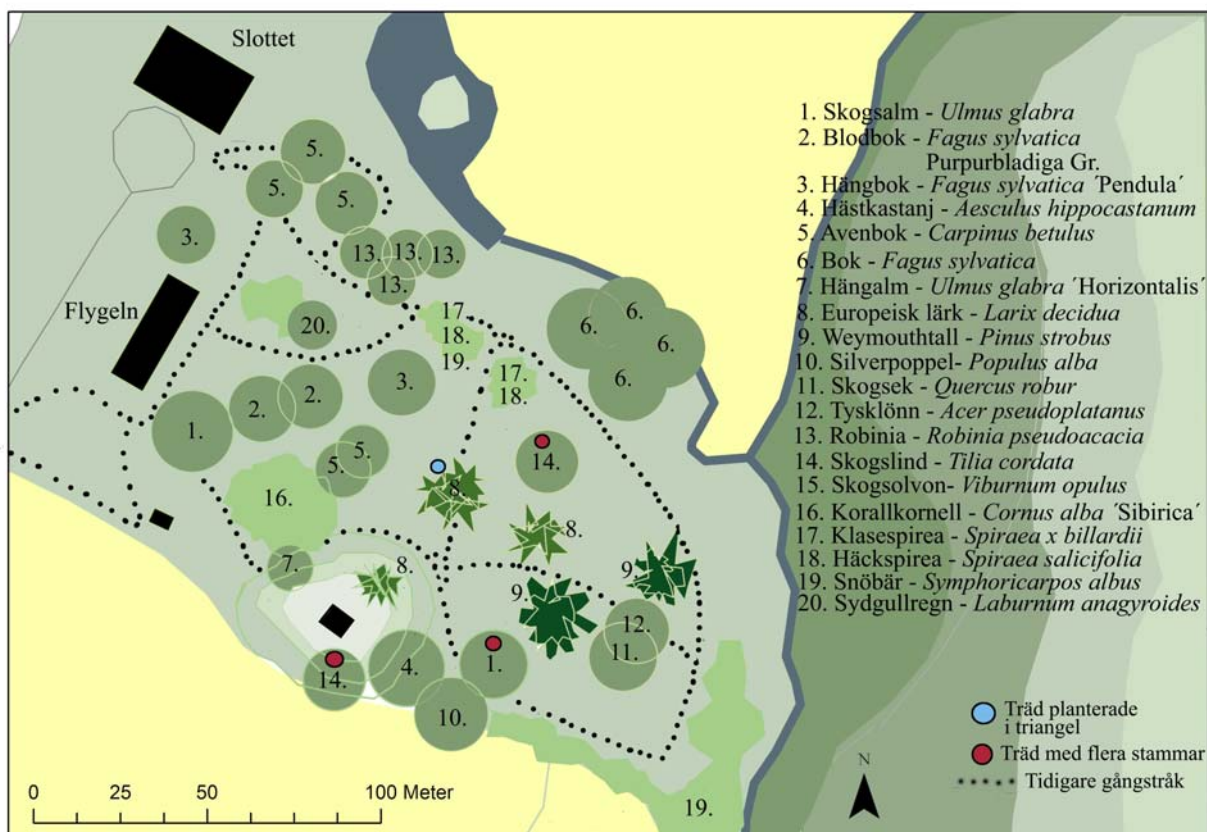 Slottet
5.
5.
5.
3.
13.
13.
13.
13.
Flygeln
20.
17.
18.
19.
17.
18.
6.
6.
6.
6.
3.
2.
2.
1.
5.
5.
14.
16.
8.
8.
7.
8.
9.
9.
12.
11.
1.
4.
14.
10.
19.
1. Skogsalm - Ulmus glabra
2. Blodbok - Fagus sylvatica
Purpurbladiga Gr.
3. Hängbok - Fagus sylvatica ´Pendula´
4. Hästkastanj - Aesculus hippocastanum
5. Avenbok - Carpinus betulus
6. Bok - Fagus sylvatica
7. Hängalm - Ulmus glabra ´Horizontalis´
8. Europeisk lärk - Larix decidua
9. Weymouthtall - Pinus strobus
10. Silverpoppel - Populus alba
11. Skogsek - Quercus robur
12. Tysklönn - Acer pseudoplatanus
13. Robinia - Robinia pseudoacacia
14. Skogslind - Tilia cordata
15. Skogsolvon- Viburnum opulus
16. Korallkornell - Cornus alba ´Sibirica´
17. Klasespirea - Spiraea x billardii
18. Häckspirea - Spiraea salicifolia
19. Snöbär - Symphoricarpos albus
20. Sydgullregn - Laburnum anagyroides
Träd planterade
i triangel
Träd med flera stammar
Tidigare gångstråk
N
0 50 100 Meter